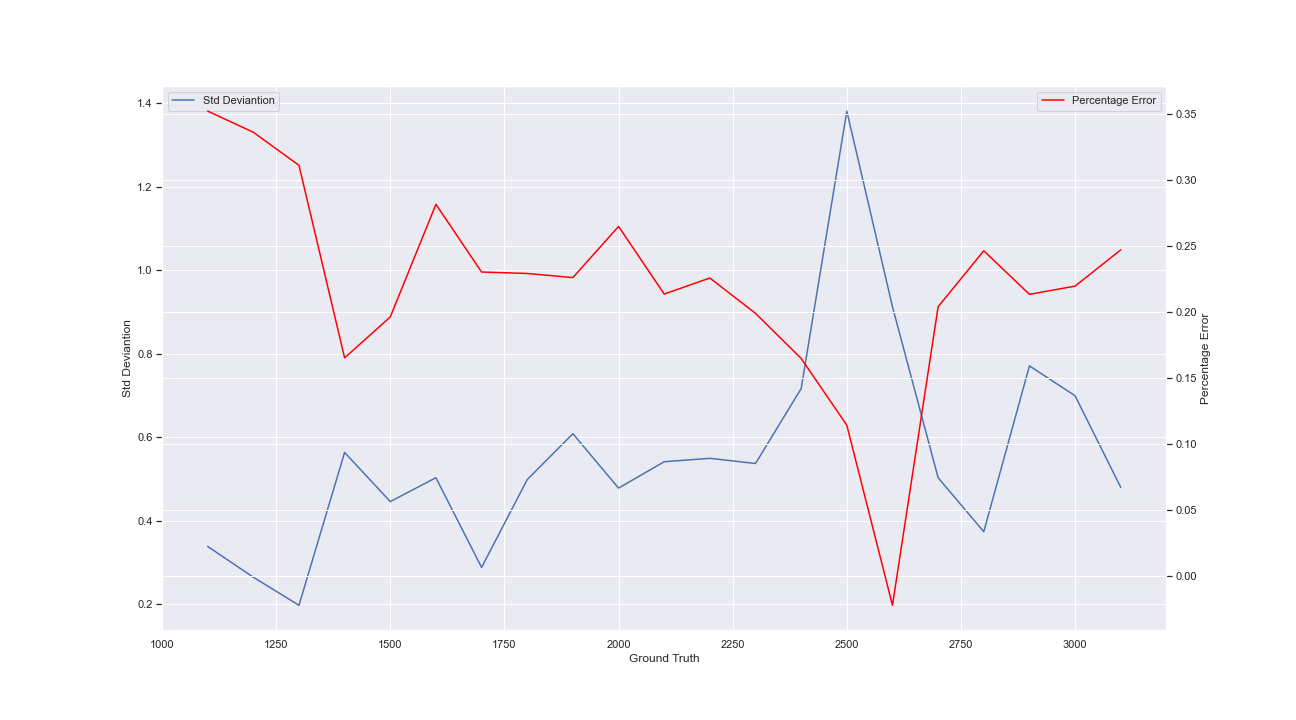 Std Deviantion
Percentage Error
1.4
1.2
1.0
0.8
0.6
0.4
0.2
Std Deviantion
0.35
0.30
0.25
0.20
0.15
0.10
0.05
0.00
Percentage Error
1000 1250 1500 1750 2000 2250 2500 2750 3000
Ground Truth